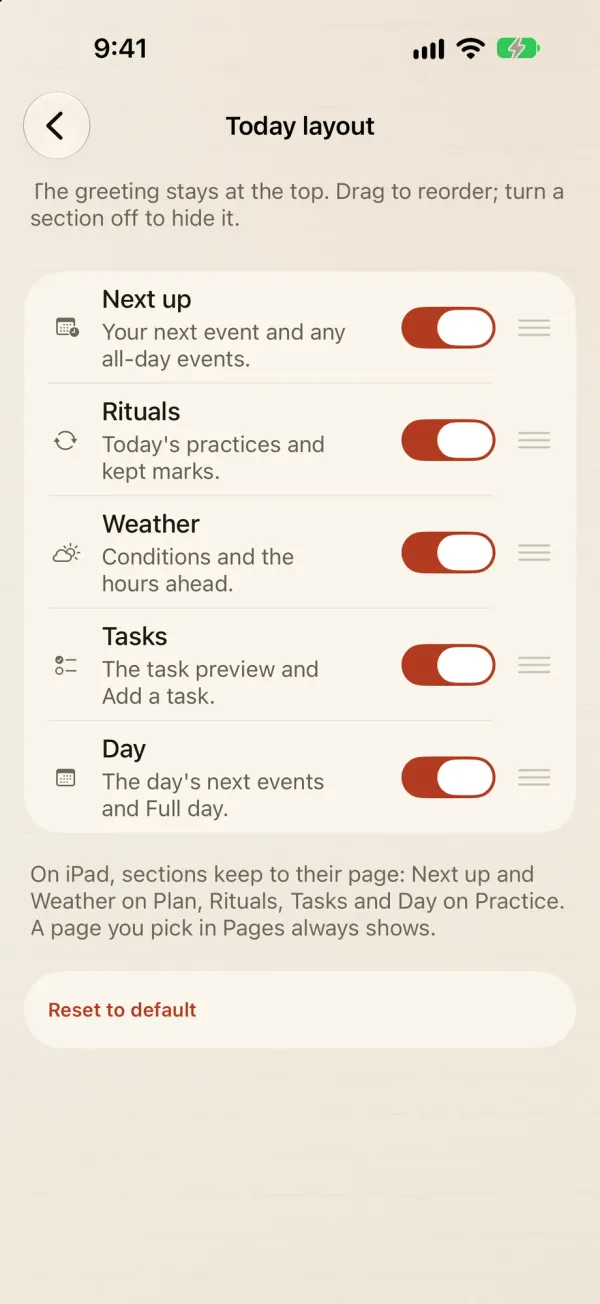 9:41
Today layout
The greeting stays at the top. Drag to reorder; turn a
section off to hide it.
Next up
Your next event and any
all-day events.
Rituals
Today's practices and
kept marks.
Weather
Conditions and the
hours ahead.
Tasks
The task preview and
Add a task.
Day
The day's next events
and Full day.
On iPad, sections keep to their page: Next up and
Weather on Plan, Rituals, Tasks and Day on Practice.
A page you pick in Pages always shows.
Reset to default